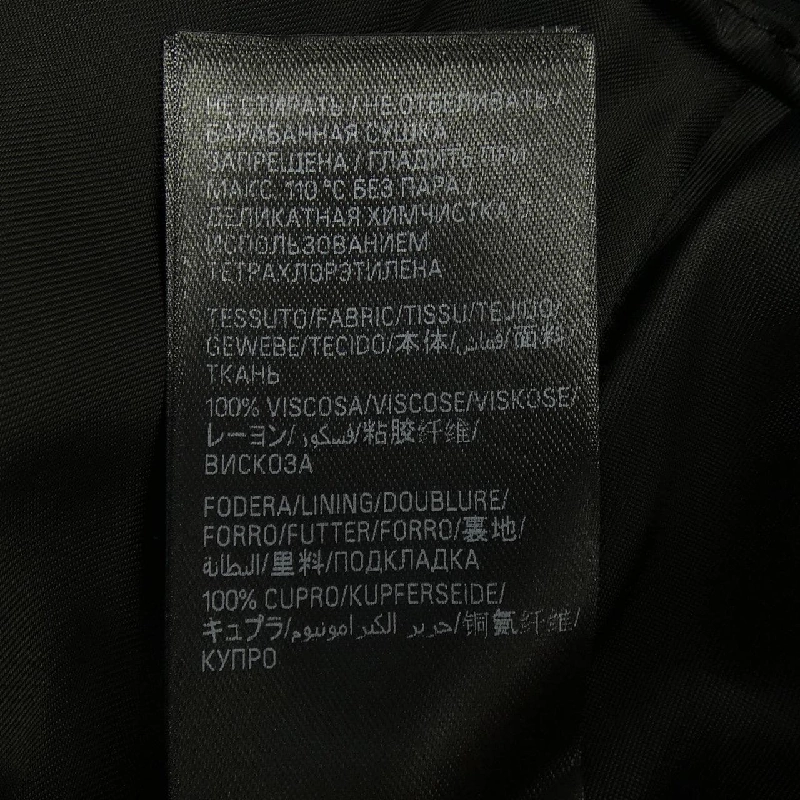 НЕ СТИРАТЬ / НЕ ОТБЕЛИВАТЬ /
БАРАБАННАЯ СУШКА
ЗАПРЕЩЕНА / ГЛАДИТЬ ПРИ
МАКС. 110 °C БЕЗ ПАРА /
ДЕЛИКАТНАЯ ХИМЧИСТКА С
ИСПОЛЬЗОВАНИЕМ
ТЕТРАХЛОРЭТИЛЕНА
TESSUTO/FABRIC/TISSU/TEJIDO/
GEWEBE/TECIDO/本体/قماش/面料
ТКАНЬ
100% VISCOSA/VISCOSE/VISKOSE/
レーヨン/فسكوز/粘胶纤维/
ВИСКОЗА
FODERA/LINING/DOUBLURE/
FORRO/FUTTER/FORRO/裏地/
البطانة/里料/ПОДКЛАДКА
100% CUPRO/KUPFERSEIDE/
キュプラ/حرير الكبرامونيوم/铜氨纤维/
КУПРО